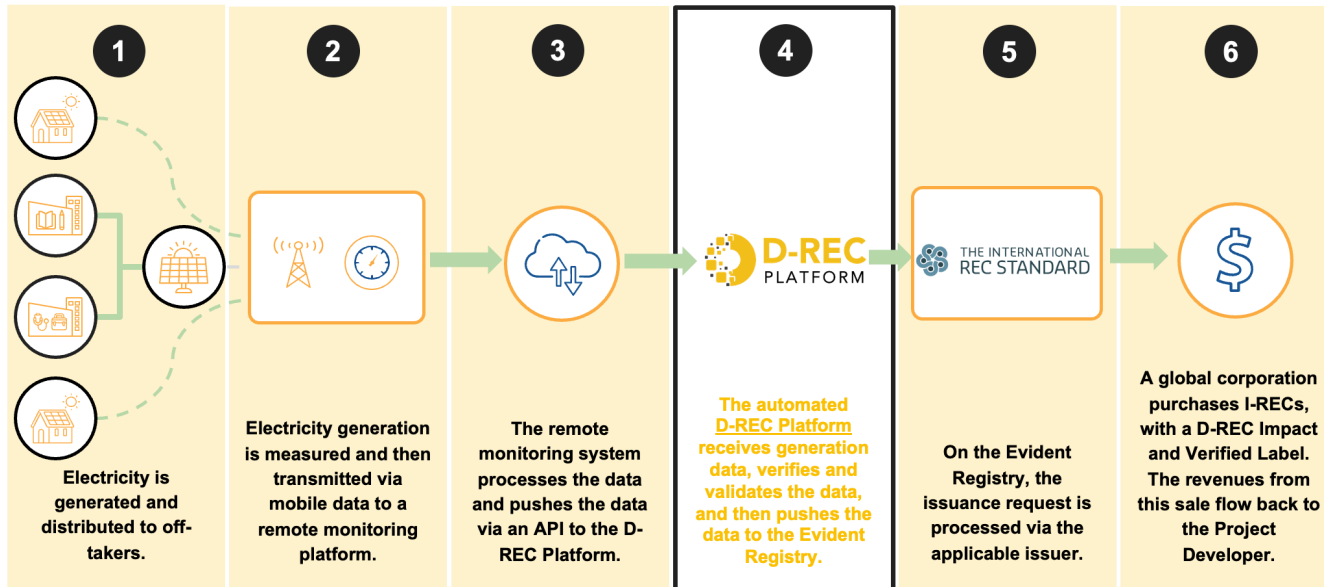 1
2
3
4
5
6
D-REC
PLATFORM
THE INTERNATIONAL
REC STANDARD
$
Electricity is
generated and
distributed to off-
takers.
Electricity generation
is measured and then
transmitted via
mobile data to a
remote monitoring
platform.
The remote
monitoring system
processes the data
and pushes the data
via an API to the D-
REC Platform.
The automated
D-REC Platform
receives generation
data, verifies and
validates the data,
and then pushes the
data to the Evident
Registry.
On the Evident
Registry, the
issuance request is
processed via the
applicable issuer.
A global corporation
purchases I-RECs,
with a D-REC Impact
and Verified Label.
The revenues from
this sale flow back to
the Project
Developer.